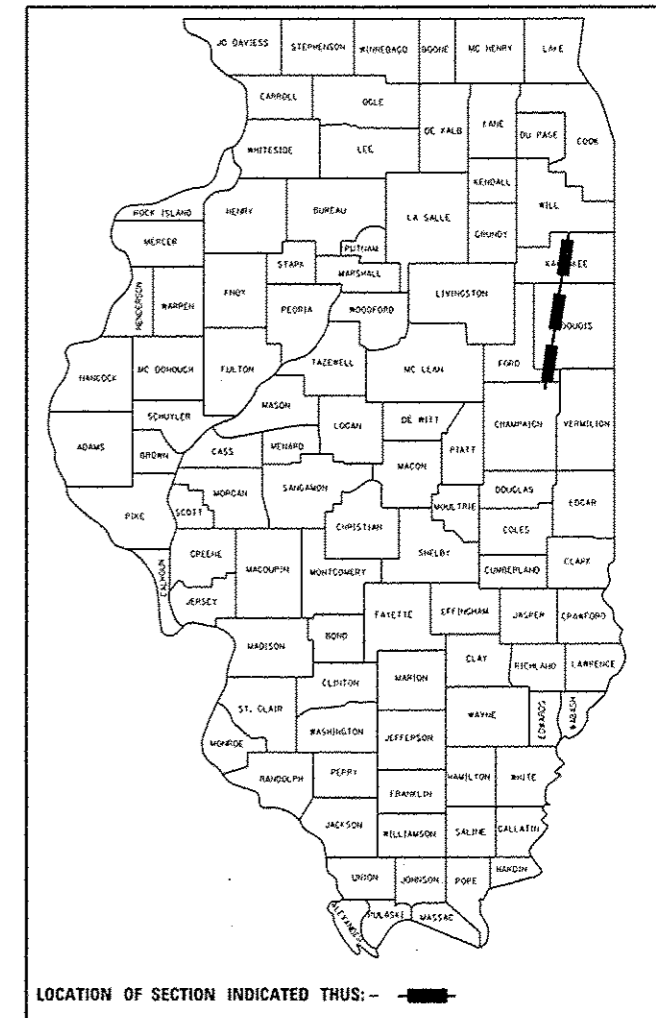 JO DAVIESS STEPHENSON WINNEBAGO BOONE MC HENRY LAKE
CARROLL OGLE DE KALB KANE DU PAGE COOK
WHITESIDE LEE
KENDALL
WILL
ROCK ISLAND HENRY BUREAU LA SALLE GRUNDY
MERCER PUTNAM
STARK MARSHALL
HENDERSON WARREN KNOX PEORIA WOODFORD LIVINGSTON
FORD
HANCOCK MC DONOUGH FULTON TAZEWELL MC LEAN
SCHUYLER MASON LOGAN DE WITT CHAMPAIGN VERMILION
ADAMS BROWN CASS MENARD MACON PIATT
PIKE SCOTT MORGAN SANGAMON MOULTRIE DOUGLAS EDGAR
CHRISTIAN COLES
CALHOUN GREENE MACOUPIN MONTGOMERY SHELBY CUMBERLAND CLARK
JERSEY
FAYETTE EFFINGHAM JASPER CRAWFORD
MADISON BOND
CLAY RICHLAND LAWRENCE
CLINTON MARION
ST. CLAIR WAYNE EDWARDS WABASH
WASHINGTON JEFFERSON
MONROE
RANDOLPH PERRY HAMILTON WHITE
FRANKLIN
JACKSON WILLIAMSON SALINE GALLATIN
UNION JOHNSON POPE HARDIN
ALEXANDER PULASKI MASSAC
LOCATION OF SECTION INDICATED THUS: –